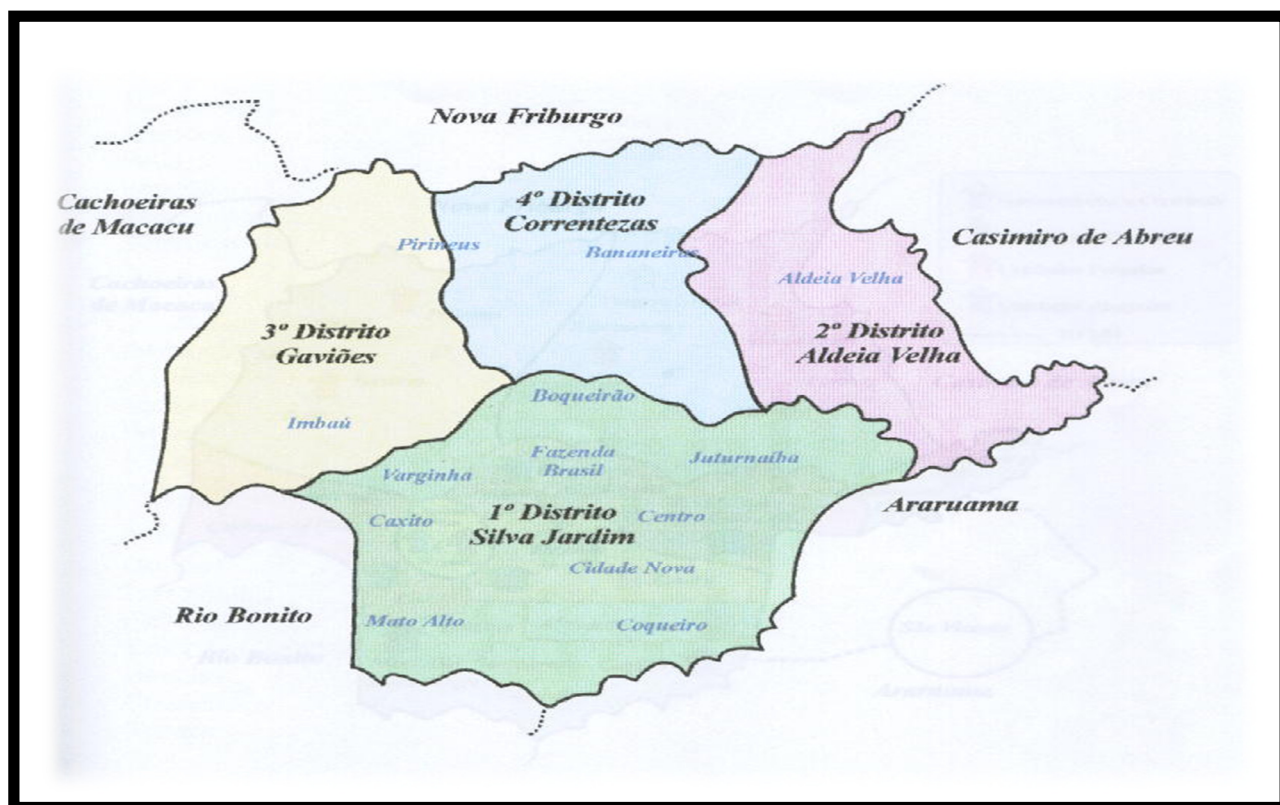 Nova Friburgo
Cachoeiras
de Macacu
4º Distrito
Correntezas
Pirineus
Bananeiras
Casimiro de Abreu
Aldeia Velha
3º Distrito
Gaviões
2º Distrito
Aldeia Velha
Imbaú
Boqueirão
Fazenda
Brasil
Juturnaíba
Varginha
Caxito
1º Distrito
Silva Jardim
Centro
Araruama
Cidade Nova
Rio Bonito
Mato Alto
Coqueiro